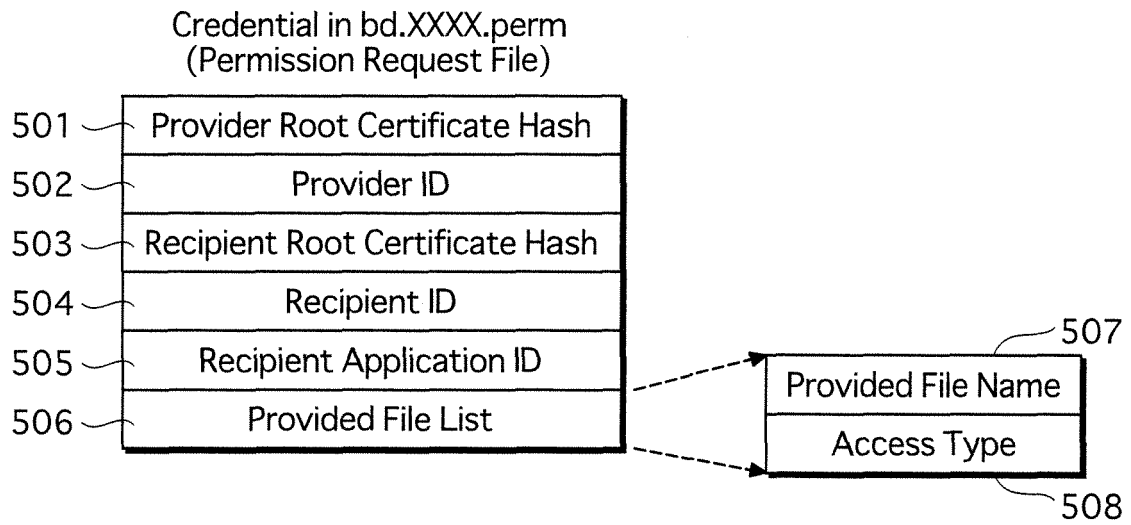 Credential in bd.XXXX.perm
(Permission Request File)
501 Provider Root Certificate Hash
502 Provider ID
503 Recipient Root Certificate Hash
504 Recipient ID
505 Recipient Application ID
506 Provided File List
507
Provided File Name
Access Type
508